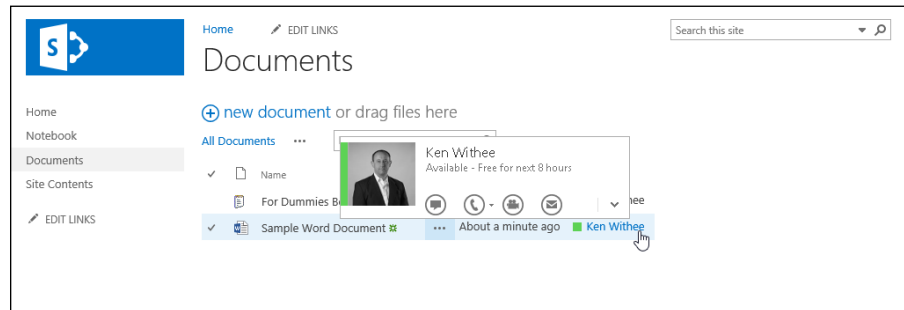 S
Home EDIT LINKS
Search this site
Documents
Home
Notebook
Documents
Site Contents
EDIT LINKS
new document or drag files here
All Documents ...
Ken Withee
Available - Free for next 8 hours
Name
For Dummies B
hee
Sample Word Document ... About a minute ago Ken Withee